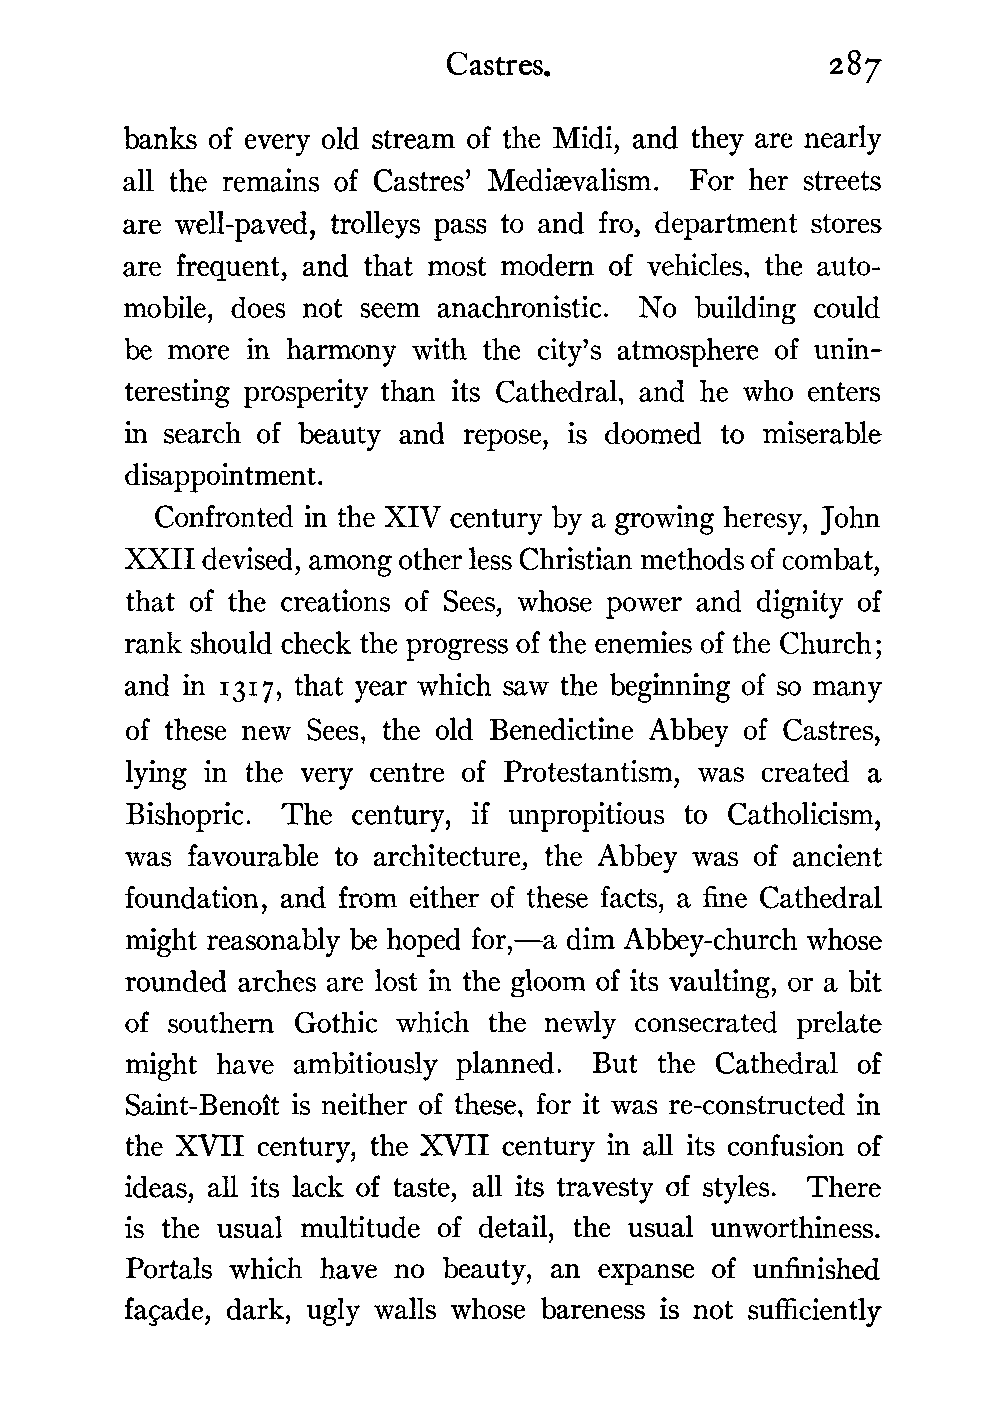 Castres. 287
banks of every old stream of the Midi, and they are nearly
all the remains of Castres’ Mediævalism. For her streets
are well-paved, trolleys pass to and fro, department stores
are frequent, and that most modern of vehicles, the auto-
mobile, does not seem anachronistic. No building could
be more in harmony with the city’s atmosphere of unin-
teresting prosperity than its Cathedral, and he who enters
in search of beauty and repose, is doomed to miserable
disappointment.
Confronted in the XIV century by a growing heresy, John
XXII devised, among other less Christian methods of combat,
that of the creations of Sees, whose power and dignity of
rank should check the progress of the enemies of the Church;
and in 1317, that year which saw the beginning of so many
of these new Sees, the old Benedictine Abbey of Castres,
lying in the very centre of Protestantism, was created a
Bishopric. The century, if unpropitious to Catholicism,
was favourable to architecture, the Abbey was of ancient
foundation, and from either of these facts, a fine Cathedral
might reasonably be hoped for,—a dim Abbey-church whose
rounded arches are lost in the gloom of its vaulting, or a bit
of southern Gothic which the newly consecrated prelate
might have ambitiously planned. But the Cathedral of
Saint-Benoît is neither of these, for it was re-constructed in
the XVII century, the XVII century in all its confusion of
ideas, all its lack of taste, all its travesty of styles. There
is the usual multitude of detail, the usual unworthiness.
Portals which have no beauty, an expanse of unfinished
façade, dark, ugly walls whose bareness is not sufficiently